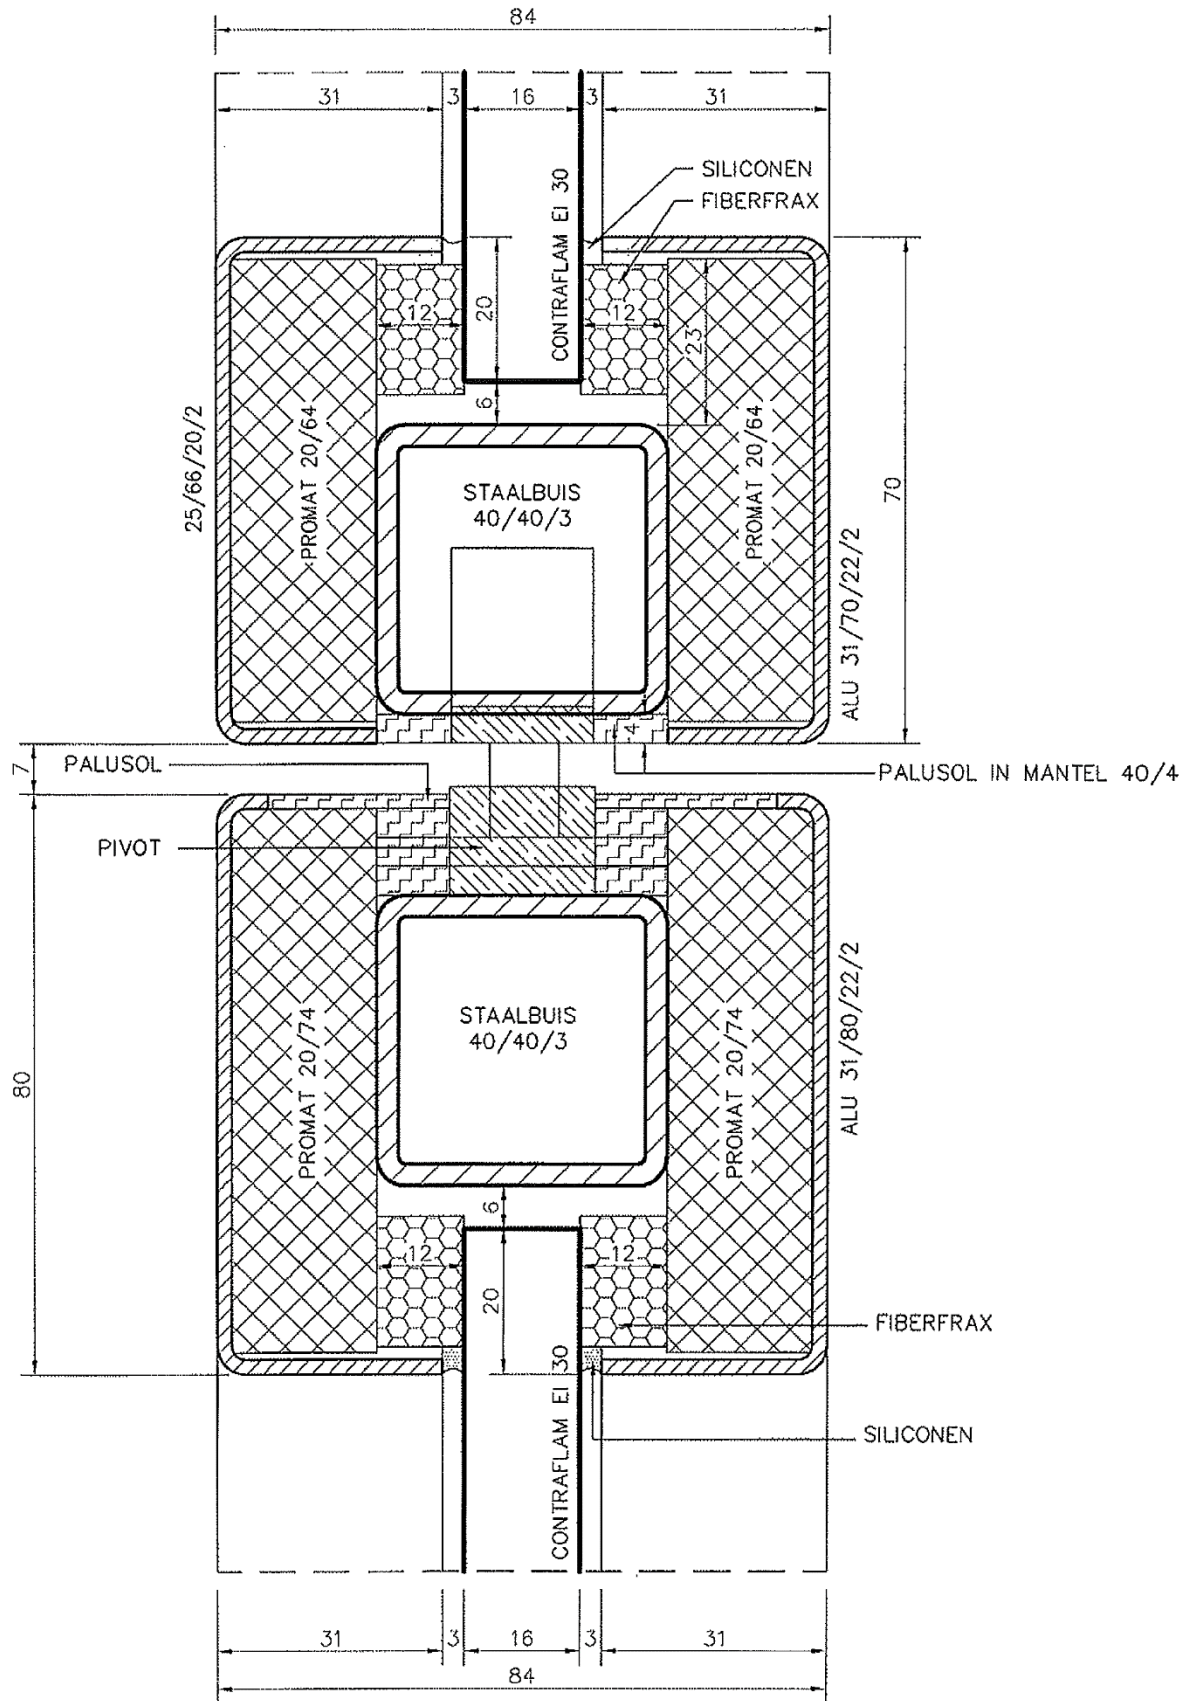 84
31
3
16
3
31
SILICONEN
FIBERFRAX
CONTRAFLAM EI 30
12
20
12
23
6
25/66/20/2
PROMAT 20/64
STAALBUIS
40/40/3
PROMAT 20/64
70
ALU 31/70/22/2
4
7
PALUSOL
PALUSOL IN MANTEL 40/4
PIVOT
80
PROMAT 20/74
STAALBUIS
40/40/3
PROMAT 20/74
ALU 31/80/22/2
6
12
20
12
FIBERFRAX
CONTRAFLAM EI 30
SILICONEN
31
3
16
3
31
84